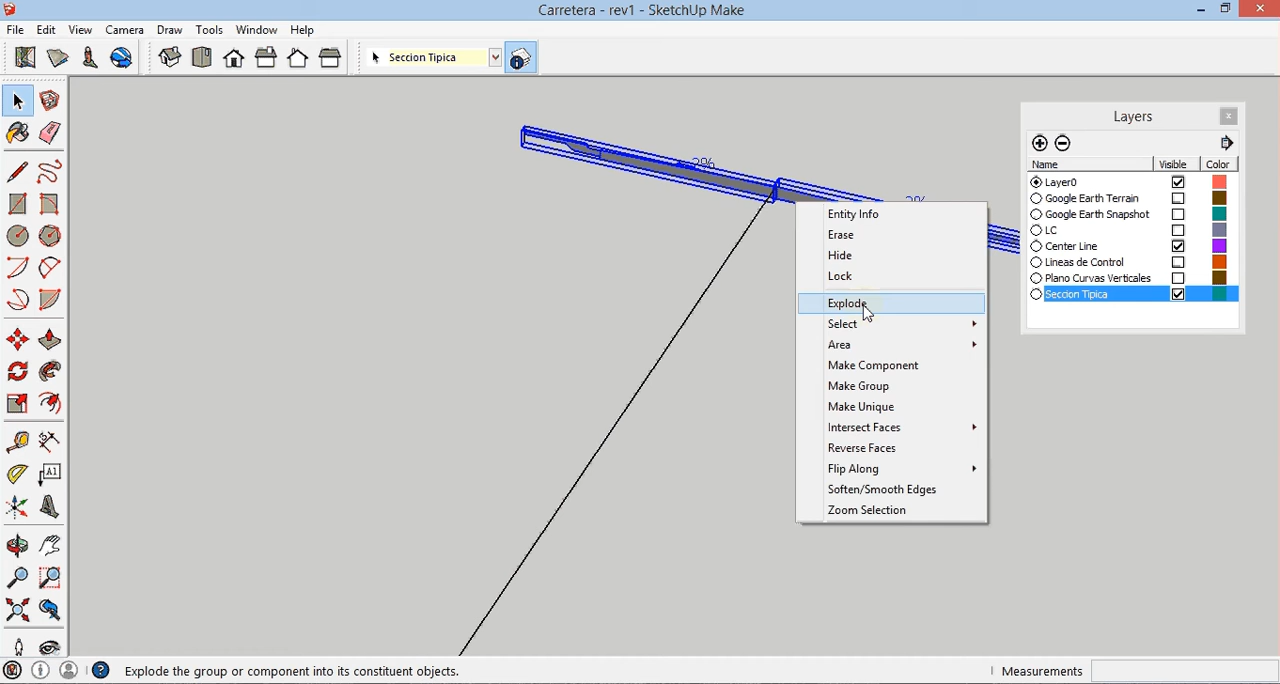 Carretera - rev1 - SketchUp Make
File Edit View Camera Draw Tools Window Help
Seccion Tipica
Layers
Name Visible Color
Layer0
Google Earth Terrain
Google Earth Snapshot
LC
Center Line
Lineas de Control
Plano Curvas Verticales
Seccion Tipica
Entity Info
Erase
Hide
Lock
Explode
Select
Area
Make Component
Make Group
Make Unique
Intersect Faces
Reverse Faces
Flip Along
Soften/Smooth Edges
Zoom Selection
A1
Explode the group or component into its constituent objects.
Measurements